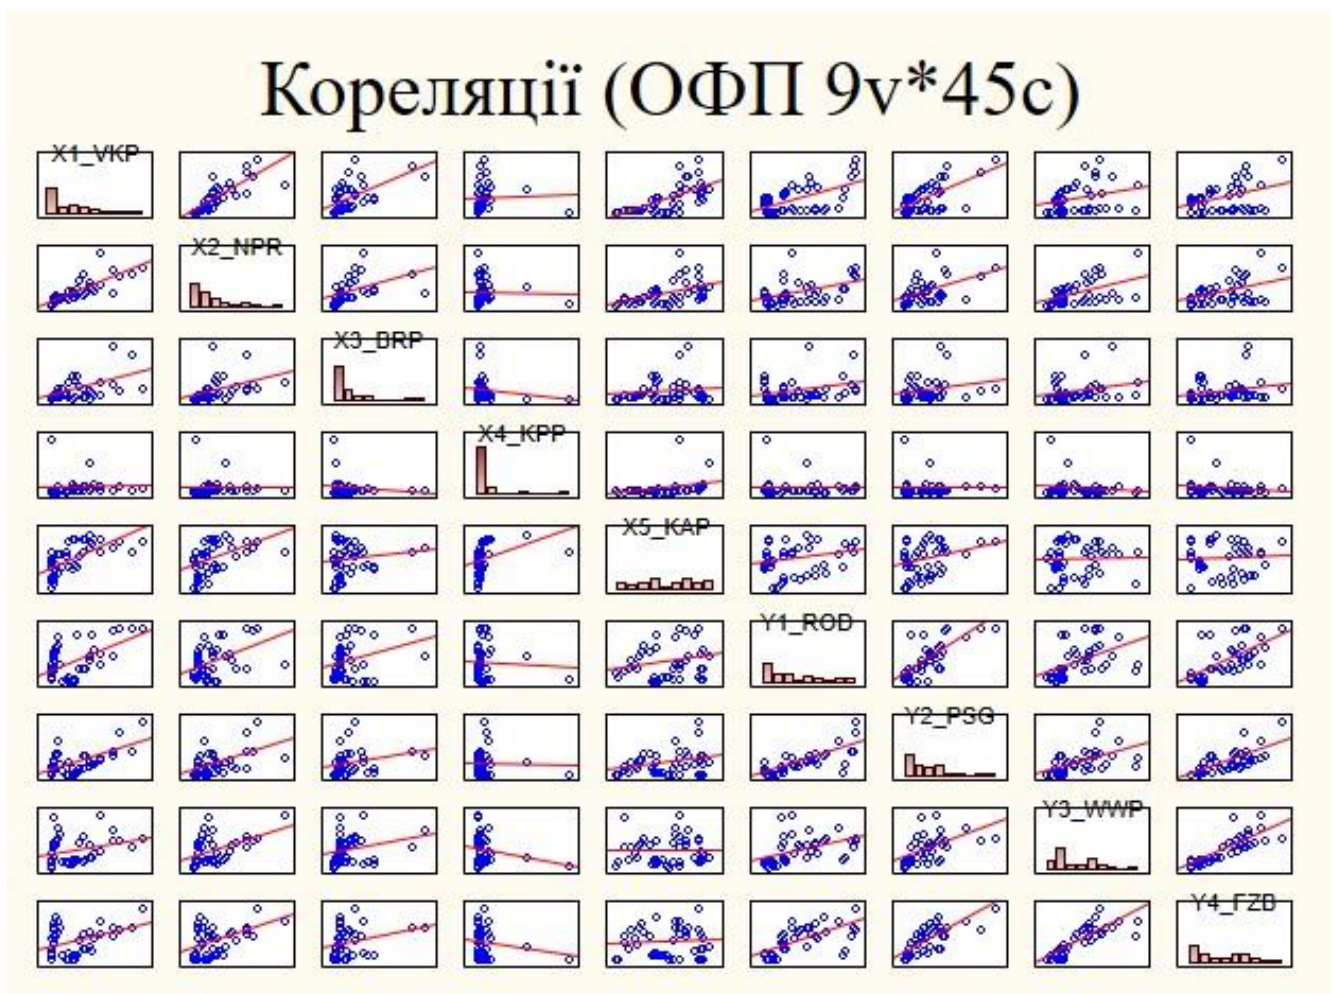 Кореляції (ОФП 9v*45c)
X1_VKP
X2_NPR
X3_BRP
X4_KPP
X5_KAP
Y1_ROD
Y2_PSG
Y3_WWP
Y4_FZB